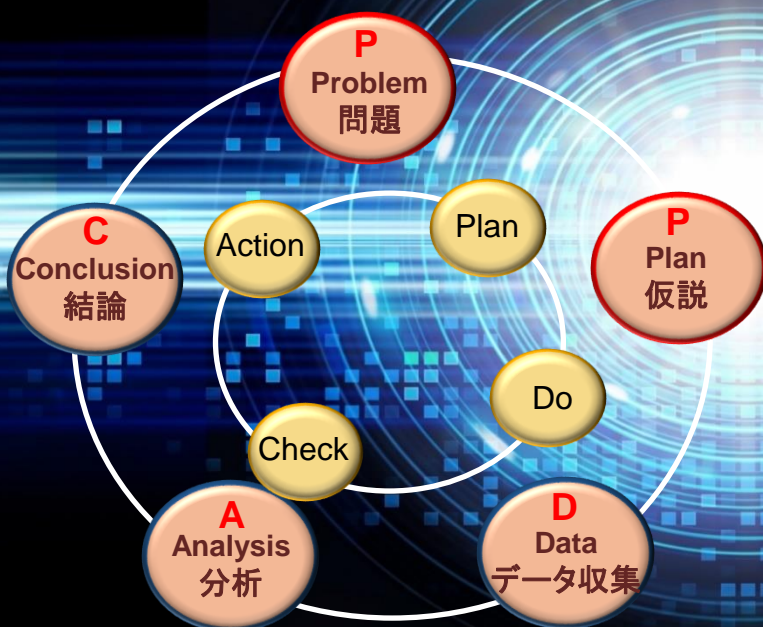 P
Problem
問題
P
Plan
仮説
D
Data
データ収集
A
Analysis
分析
C
Conclusion
結論
Plan
Do
Check
Action